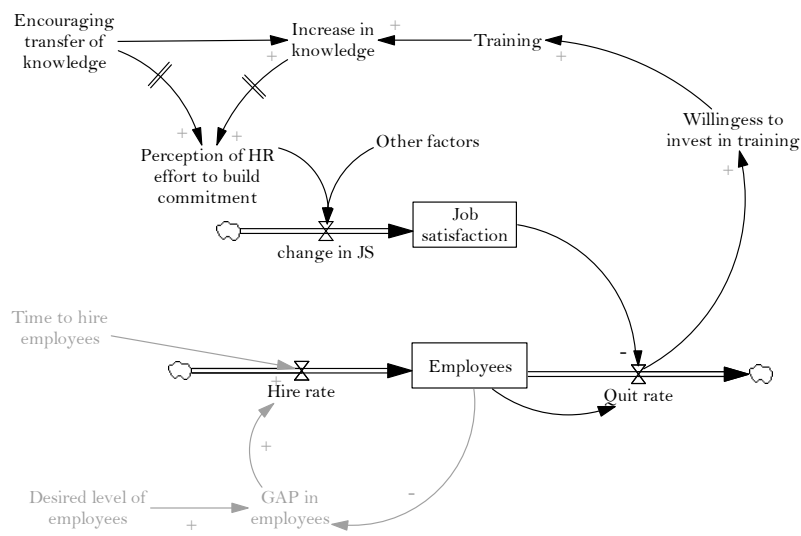 Encouraging
transfer of
knowledge
Increase in
knowledge
+
+
Training
+
Willingess to
invest in training
+
+
+
Perception of HR
effort to build
commitment
Other factors
change in JS
Job
satisfaction
Time to hire
employees
-
+
Hire rate
Employees
Quit rate
+
-
Desired level of
employees
+
GAP in
employees